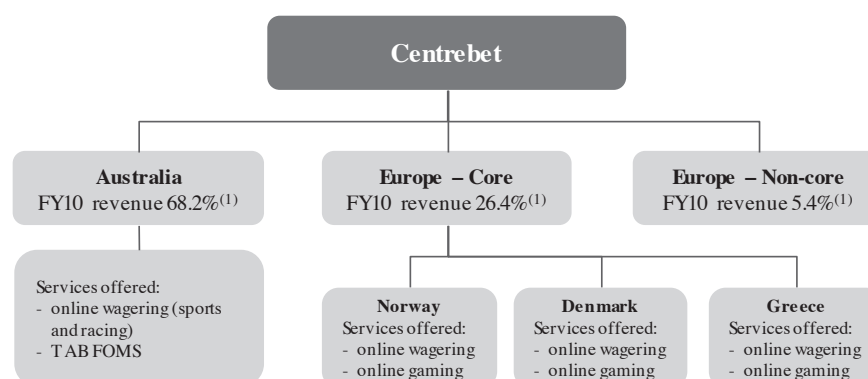 Centrebet
Australia
FY10 revenue 68.2%(1)
Europe – Core
FY10 revenue 26.4%(1)
Europe – Non-core
FY10 revenue 5.4%(1)
Services offered:
- online wagering (sports
and racing)
- TAB FOMS
Norway
Services offered:
- online wagering
- online gaming
Denmark
Services offered:
- online wagering
- online gaming
Greece
Services offered:
- online wagering
- online gaming